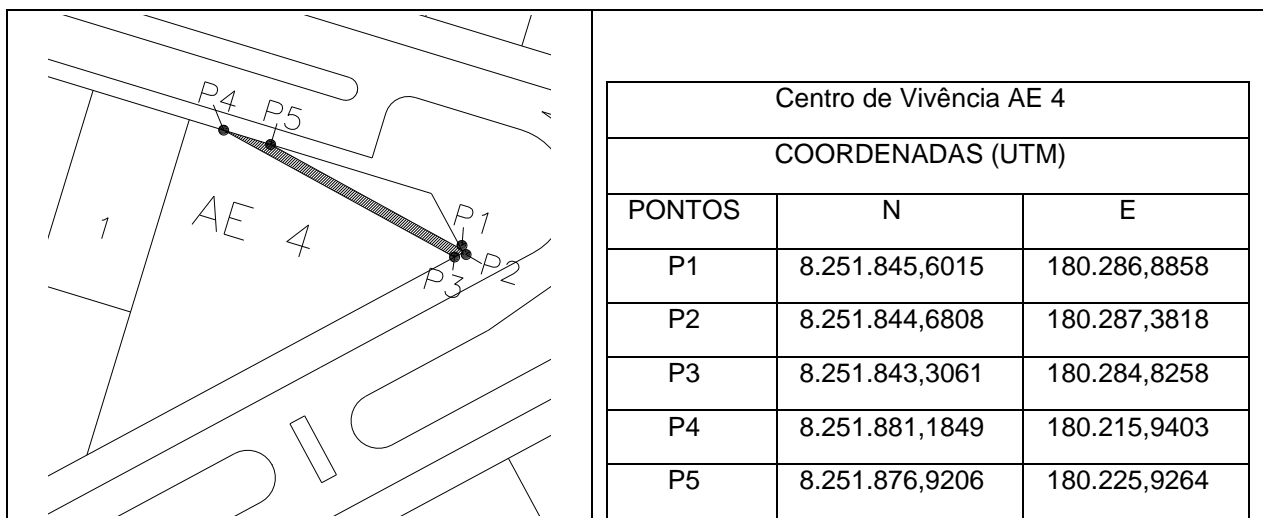 P4
P5
AE 4
1
P1
P2
P3
Centro de Vivência AE 4
COORDENADAS (UTM)
PONTOS N E
P1 8.251.845,6015 180.286,8858
P2 8.251.844,6808 180.287,3818
P3 8.251.843,3061 180.284,8258
P4 8.251.881,1849 180.215,9403
P5 8.251.876,9206 180.225,9264